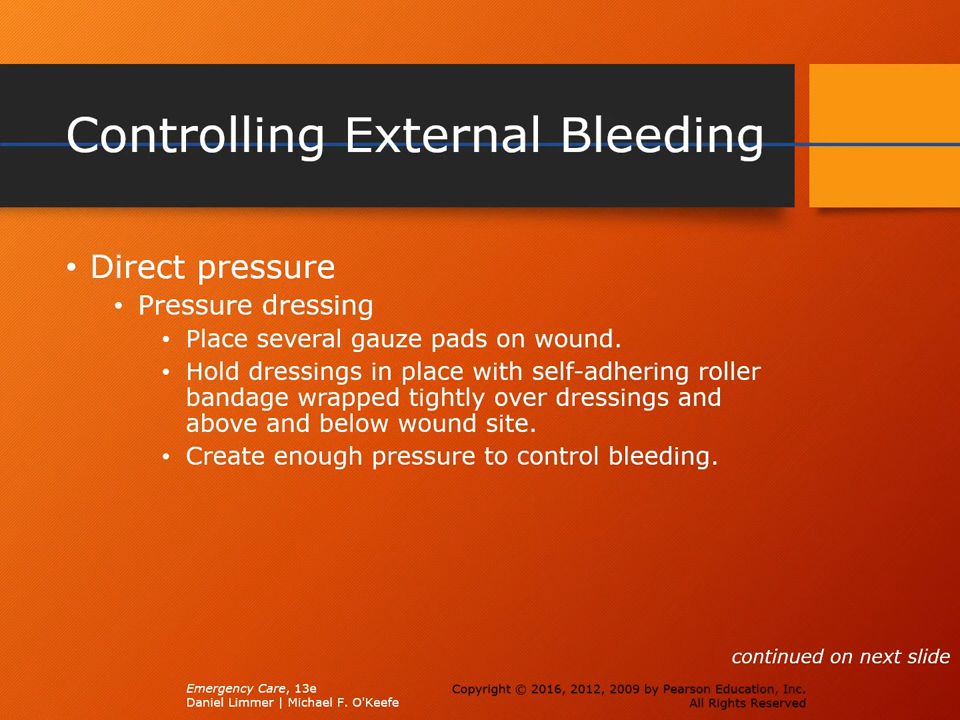 Controlling External Bleeding
• Direct pressure
• Pressure dressing
• Place several gauze pads on wound.
• Hold dressings in place with self-adhering roller
bandage wrapped tightly over dressings and
above and below wound site.
• Create enough pressure to control bleeding.
continued on next slide
Emergency Care, 13e
Daniel Limmer | Michael F. O'Keefe
Copyright © 2016, 2012, 2009 by Pearson Education, Inc.
All Rights Reserved